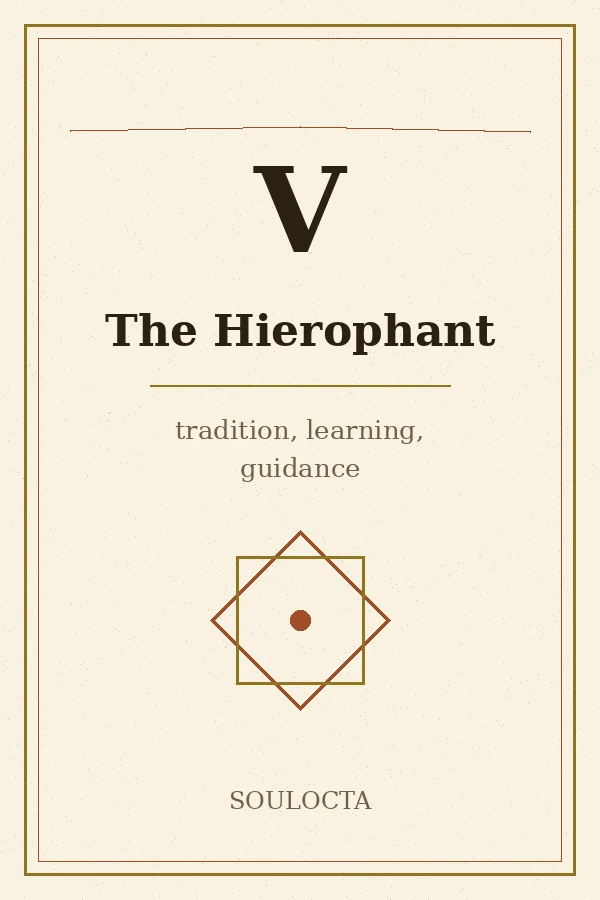 V
The Hierophant
tradition, learning,
guidance
SOULOCTA